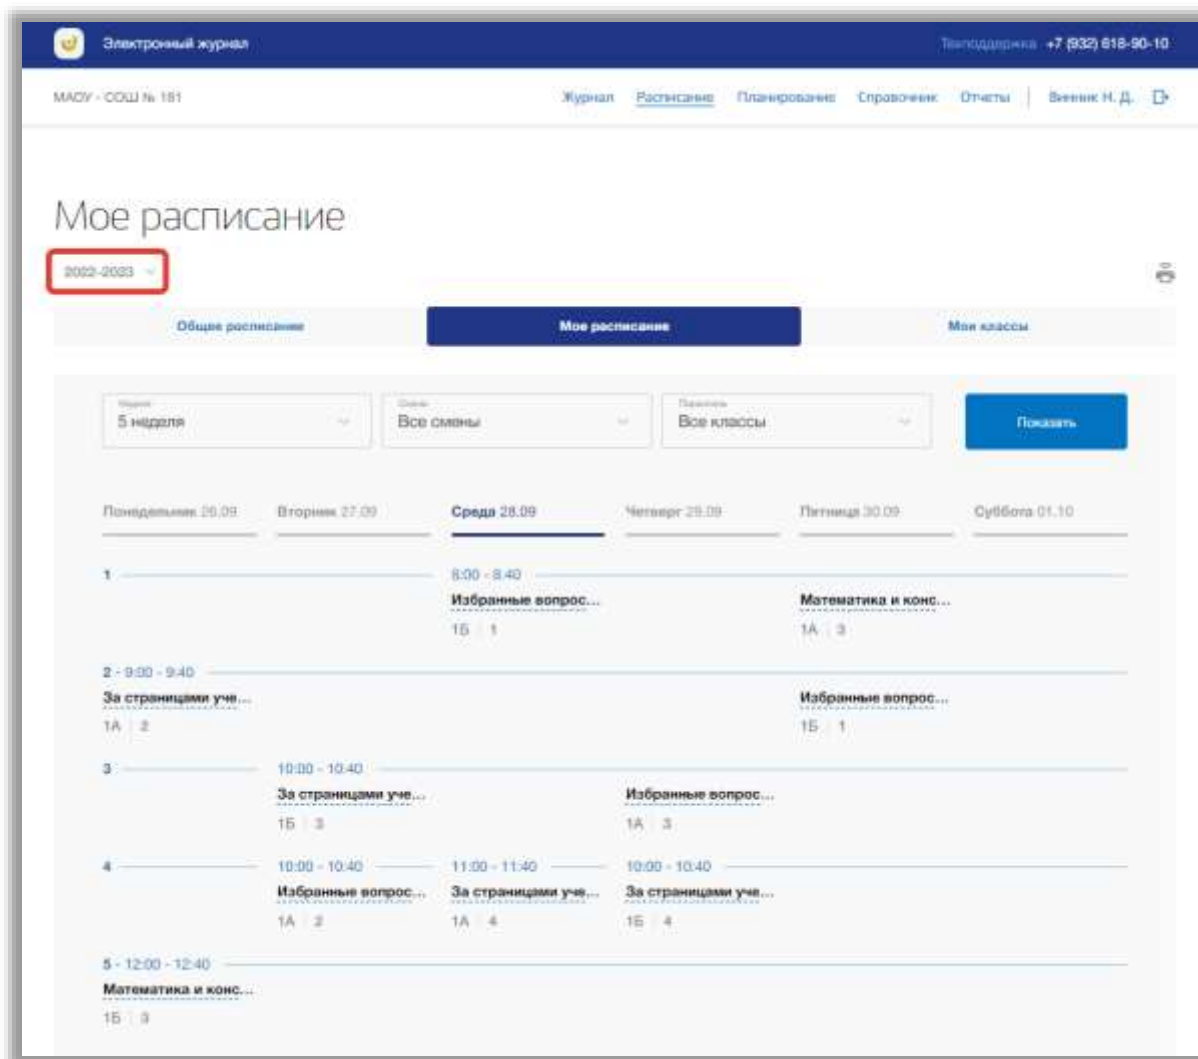 Электронный журнал Техподдержка +7 (932) 618-90-10
МАОУ - СОШ № 181 Журнал Расписание Планирование Справочник Отчеты Винник Н. Д.
Мое расписание
2022-2023
Общее расписание Мое расписание Мои классы
Неделя Смена Параллель
5 неделя Все смены Все классы Показать
Понедельник 26.09 Вторник 27.09 Среда 28.09 Четверг 29.09 Пятница 30.09 Суббота 01.10
1 8:00 - 8:40
Избранные вопрос... Математика и конс...
1Б 1 1А 3
2 - 9:00 - 9:40
За страницами уче... Избранные вопрос...
1А 2 1Б 1
3 10:00 - 10:40
За страницами уче... Избранные вопрос...
1Б 3 1А 3
4 10:00 - 10:40 11:00 - 11:40 10:00 - 10:40
Избранные вопрос... За страницами уче... За страницами уче...
1А 2 1А 4 1Б 4
5 - 12:00 - 12:40
Математика и конс...
1Б 3